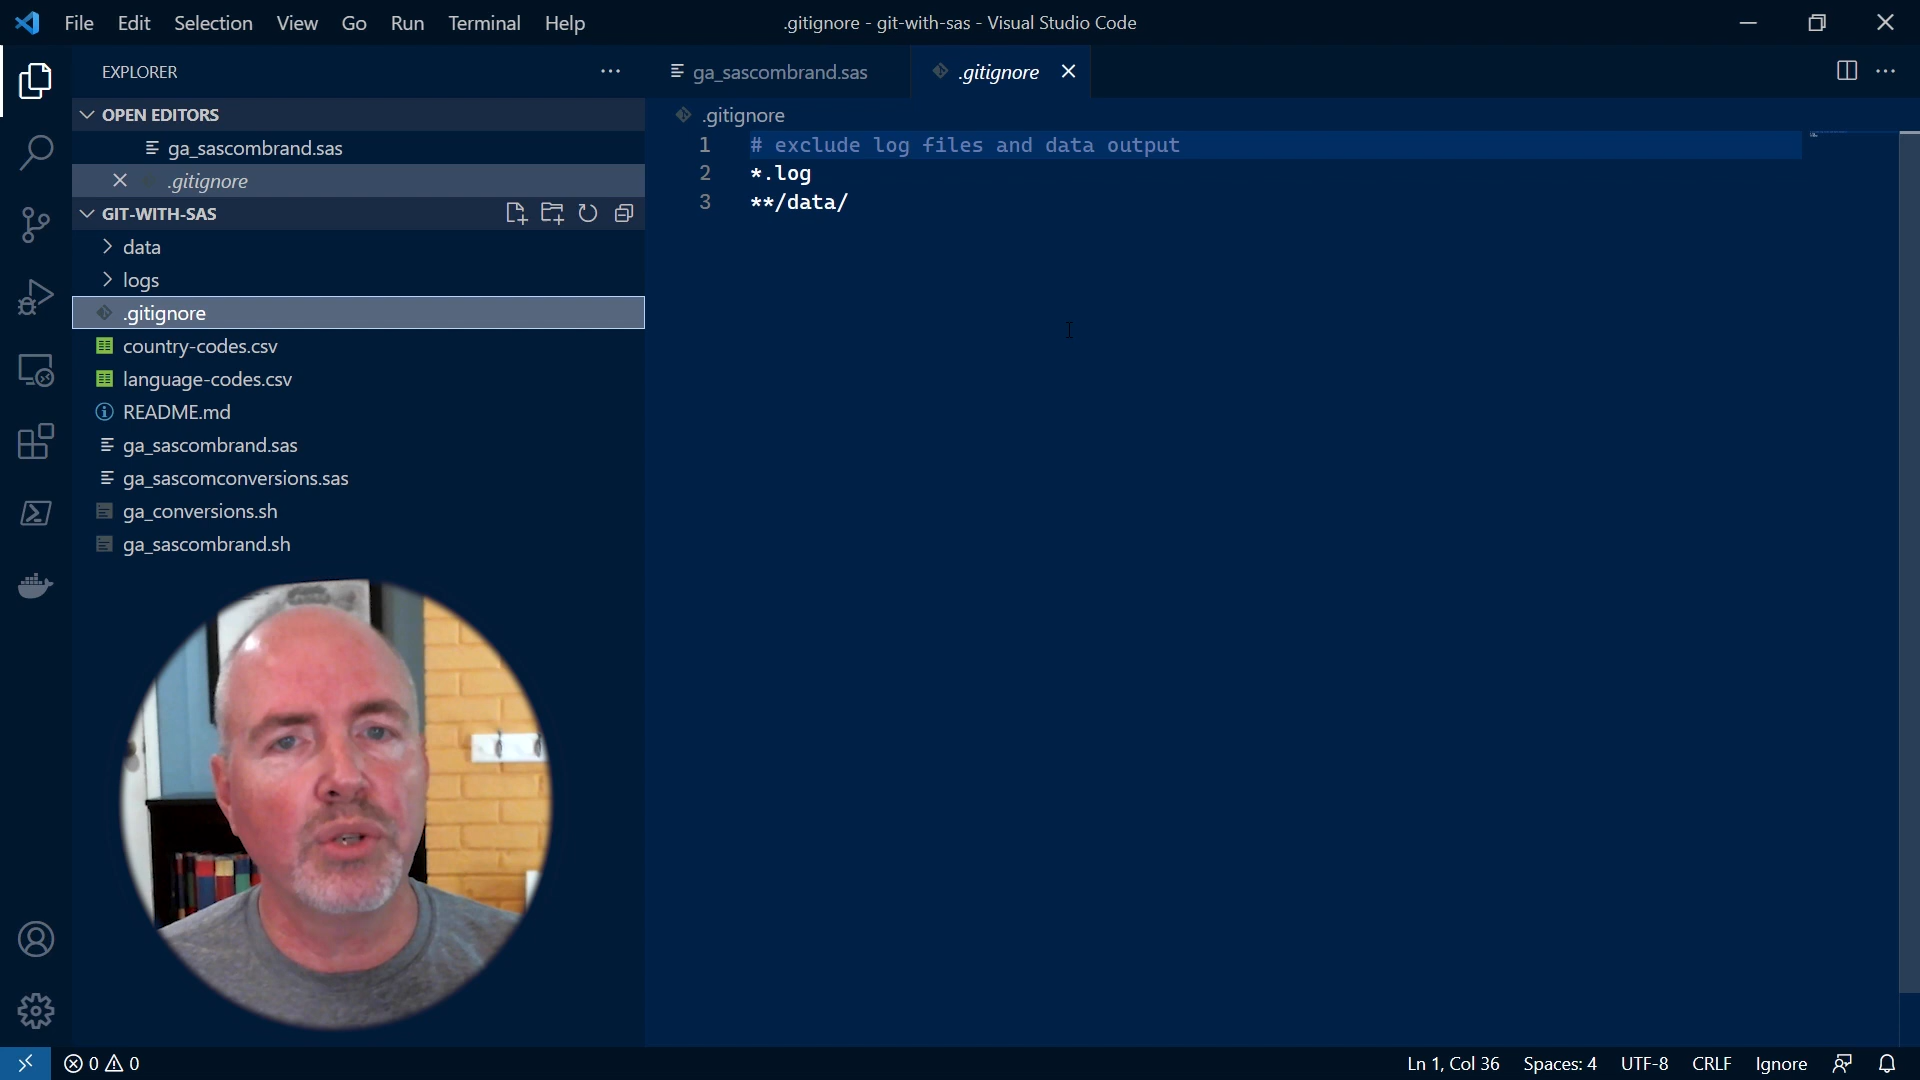 File Edit Selection View Go Run Terminal Help
.gitignore - git-with-sas - Visual Studio Code
EXPLORER
OPEN EDITORS
ga_sascombrand.sas
.gitignore
GIT-WITH-SAS
data
logs
.gitignore
country-codes.csv
language-codes.csv
README.md
ga_sascombrand.sas
ga_sascomconversions.sas
ga_conversions.sh
ga_sascombrand.sh
ga_sascombrand.sas
.gitignore
.gitignore
1 # exclude log files and data output
2 *.log
3 **/data/
0 0
Ln 1, Col 36 Spaces: 4 UTF-8 CRLF Ignore